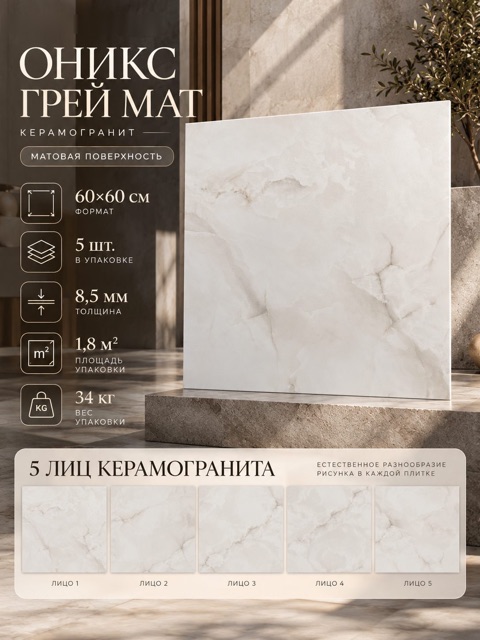 ОНИКС
ГРЕЙ МАТ
КЕРАМОГРАНИТ
МАТОВАЯ ПОВЕРХНОСТЬ
60×60 см
ФОРМАТ
5 шт.
В УПАКОВКЕ
8,5 мм
ТОЛЩИНА
m²
1,8 м²
ПЛОЩАДЬ
УПАКОВКИ
KG
34 кг
ВЕС
УПАКОВКИ
5 ЛИЦ КЕРАМОГРАНИТА
ЕСТЕСТВЕННОЕ РАЗНООБРАЗИЕ
РИСУНКА В КАЖДОЙ ПЛИТКЕ
ЛИЦО 1
ЛИЦО 2
ЛИЦО 3
ЛИЦО 4
ЛИЦО 5